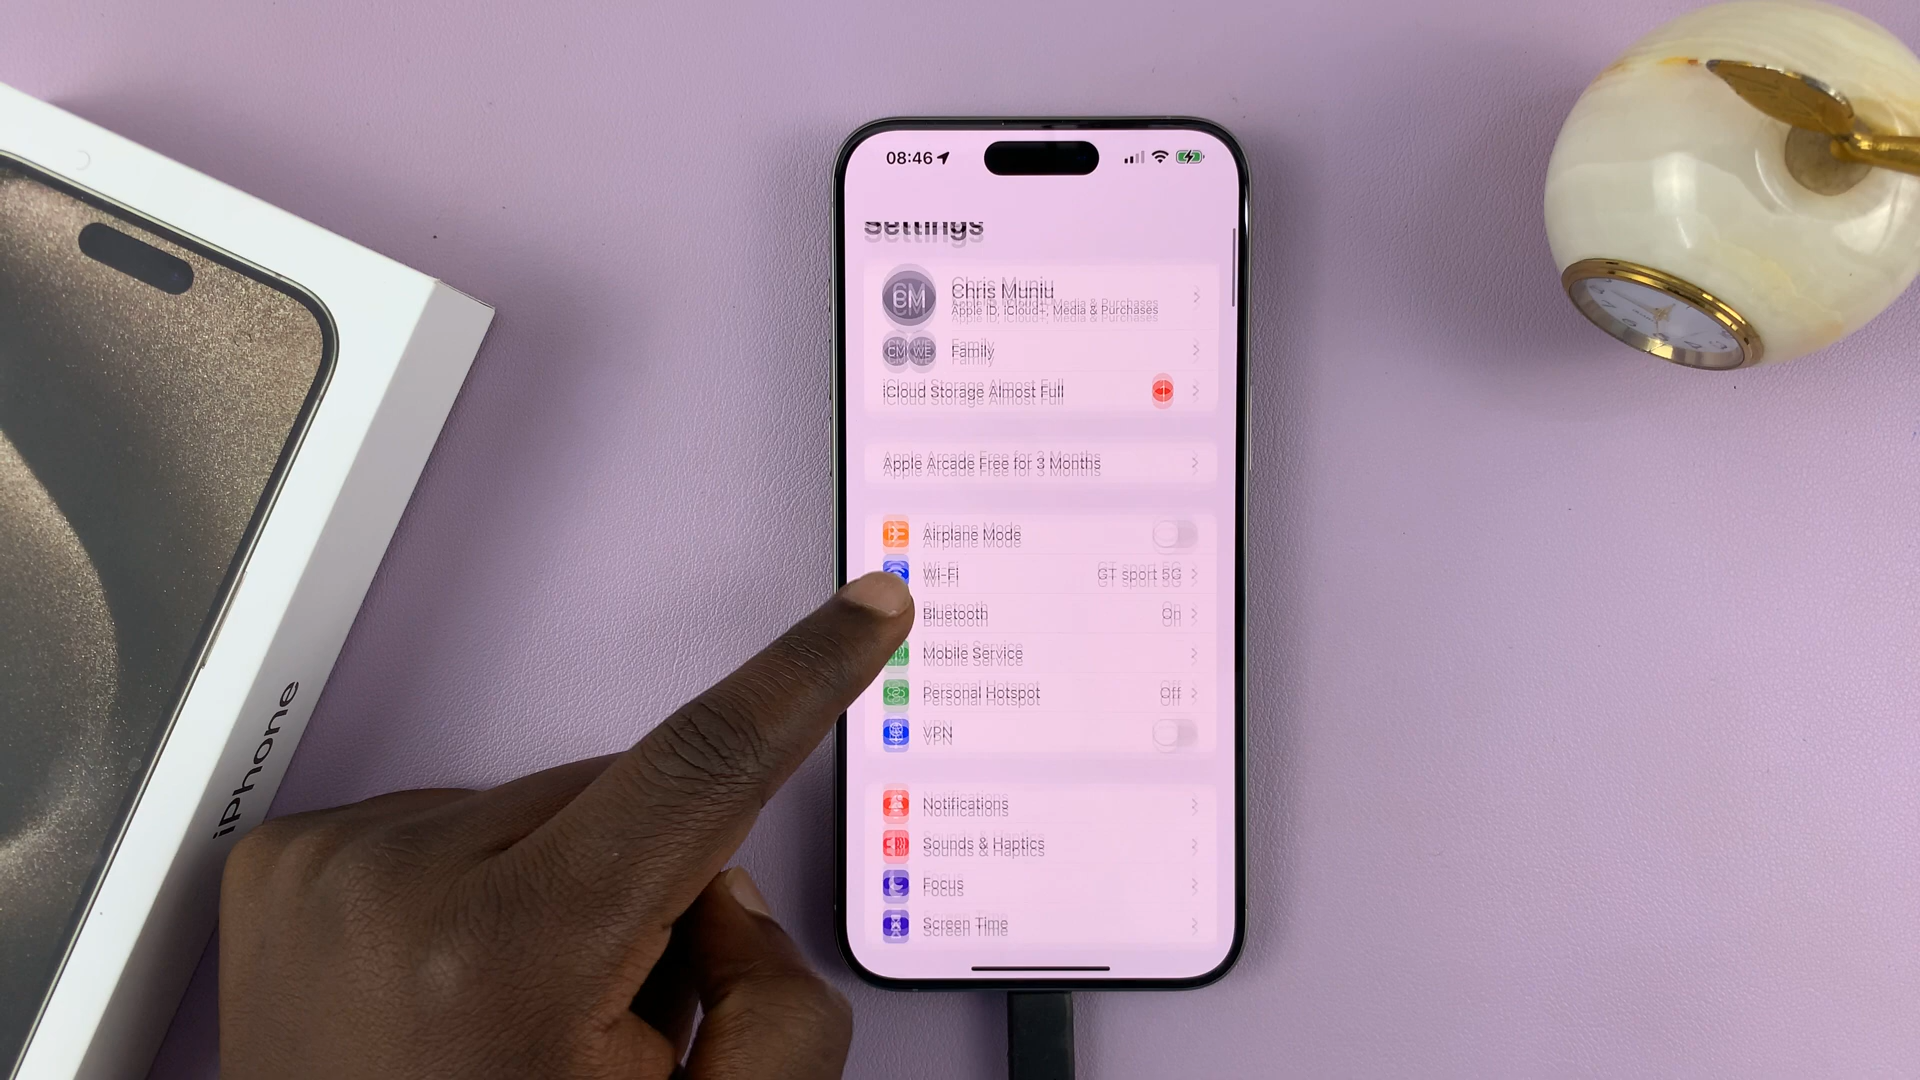 08:46
Settings
CM
Chris Muniu
Apple ID, iCloud+, Media & Purchases
CM WE Family
iCloud Storage Almost Full
Apple Arcade Free for 3 Months
Airplane Mode
Wi-Fi GT sport 5G
Bluetooth On
Mobile Service
Personal Hotspot Off
VPN
Notifications
Sounds & Haptics
Focus
Screen Time
iPhone